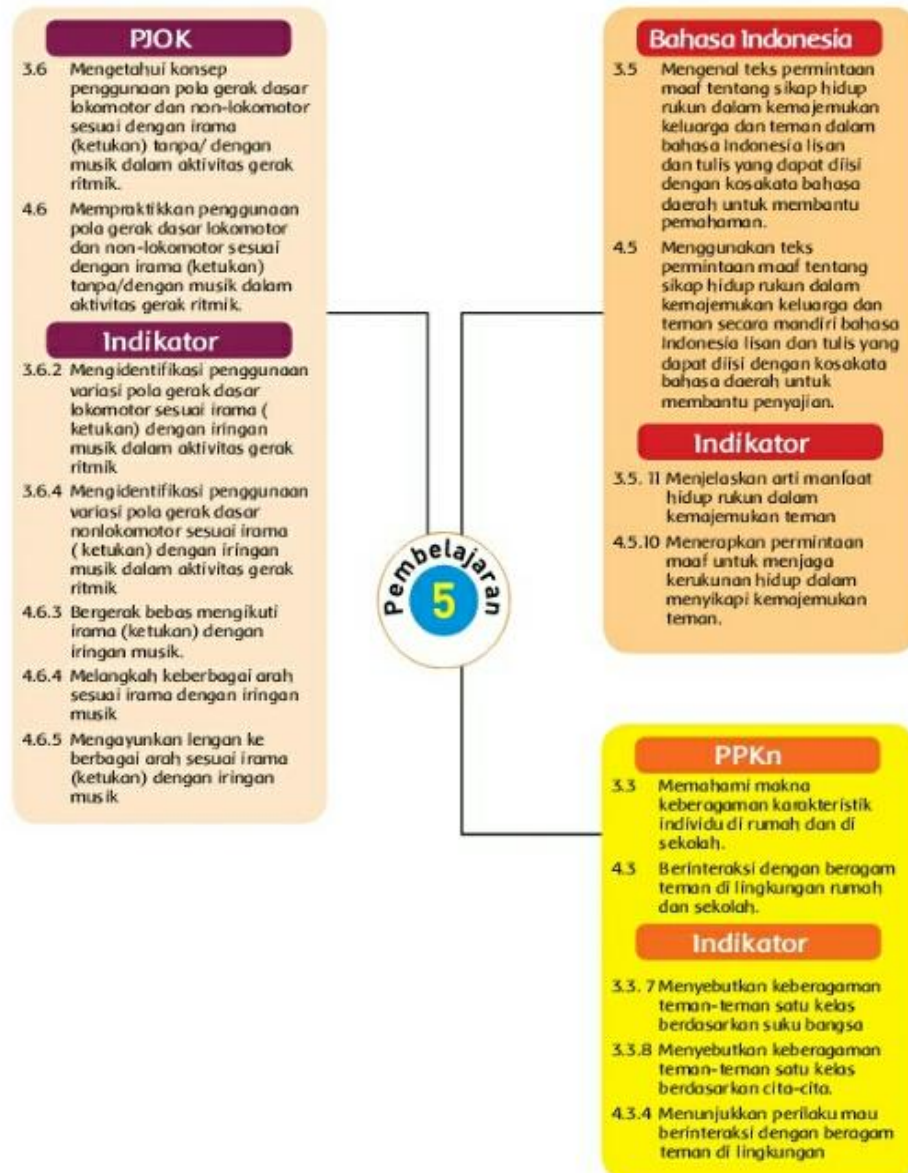 PJOK
3.6 Mengetahui konsep
penggunaan pola gerak dasar
lokomotor dan non-lokomotor
sesuai dengan irama
(ketukan) tanpa/ dengan
musik dalam aktivitas gerak
ritmik.
4.6 Mempraktikkan penggunaan
pola gerak dasar lokomotor
dan non-lokomotor sesuai
dengan irama (ketukan)
tanpa/dengan musik dalam
aktivitas gerak ritmik.
Indikator
3.6.2 Mengidentifikasi penggunaan
variasi pola gerak dasar
lokomotor sesuai irama (
ketukan) dengan iringan
musik dalam aktivitas gerak
ritmik
3.6.4 Mengidentifikasi penggunaan
variasi pola gerak dasar
nonlokomotor sesuai irama
( ketukan) dengan iringan
musik dalam aktivitas gerak
ritmik
4.6.3 Bergerak bebas mengikuti
irama (ketukan) dengan
iringan musik.
4.6.4 Melangkah keberbagai arah
sesuai irama dengan iringan
musik
4.6.5 Mengayunkan lengan ke
berbagai arah sesuai irama
(ketukan) dengan iringan
musik
Pembelajaran
5
Bahasa Indonesia
3.5 Mengenal teks permintaan
maaf tentang sikap hidup
rukun dalam kemajemukan
keluarga dan teman dalam
bahasa Indonesia lisan
dan tulis yang dapat diisi
dengan kosakata bahasa
daerah untuk membantu
pemahaman.
4.5 Menggunakan teks
permintaan maaf tentang
sikap hidup rukun dalam
kemajemukan keluarga dan
teman secara mandiri bahasa
Indonesia lisan dan tulis yang
dapat diisi dengan kosakata
bahasa daerah untuk
membantu penyajian.
Indikator
3.5. 11 Menjelaskan arti manfaat
hidup rukun dalam
kemajemukan teman
4.5.10 Menerapkan permintaan
maaf untuk menjaga
kerukunan hidup dalam
menyikapi kemajemukan
teman.
PPKn
3.3 Memahami makna
keberagaman karakteristik
individu di rumah dan di
sekolah.
4.3 Berinteraksi dengan beragam
teman di lingkungan rumah
dan sekolah.
Indikator
3.3. 7 Menyebutkan keberagaman
teman-teman satu kelas
berdasarkan suku bangsa
3.3.8 Menyebutkan keberagaman
teman-teman satu kelas
berdasarkan cita-cita.
4.3.4 Menunjukkan perilaku mau
berinteraksi dengan beragam
teman di lingkungan